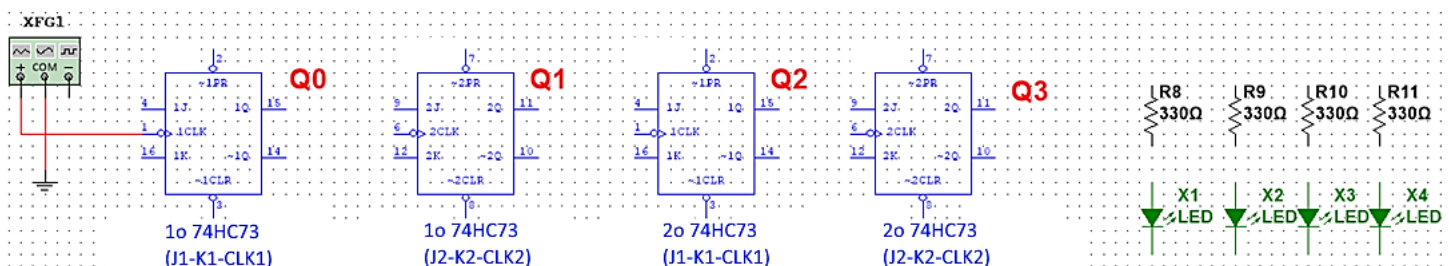 XFG1
+ COM −
Q0
2
~1PR
4 1J 1Q 15
1 1CLK
16 1K ~1Q 14
~1CLR
3
1o 74HC73
(J1-K1-CLK1)
Q1
7
~2PR
9 2J 2Q 11
6 2CLK
12 2K ~2Q 10
~2CLR
8
1o 74HC73
(J2-K2-CLK2)
Q2
2
~1PR
4 1J 1Q 15
1 1CLK
16 1K ~1Q 14
~1CLR
3
2o 74HC73
(J1-K1-CLK1)
Q3
7
~2PR
9 2J 2Q 11
6 2CLK
12 2K ~2Q 10
~2CLR
8
2o 74HC73
(J2-K2-CLK2)
R8 R9 R10 R11
330Ω 330Ω 330Ω 330Ω
X1 X2 X3 X4
LED LED LED LED